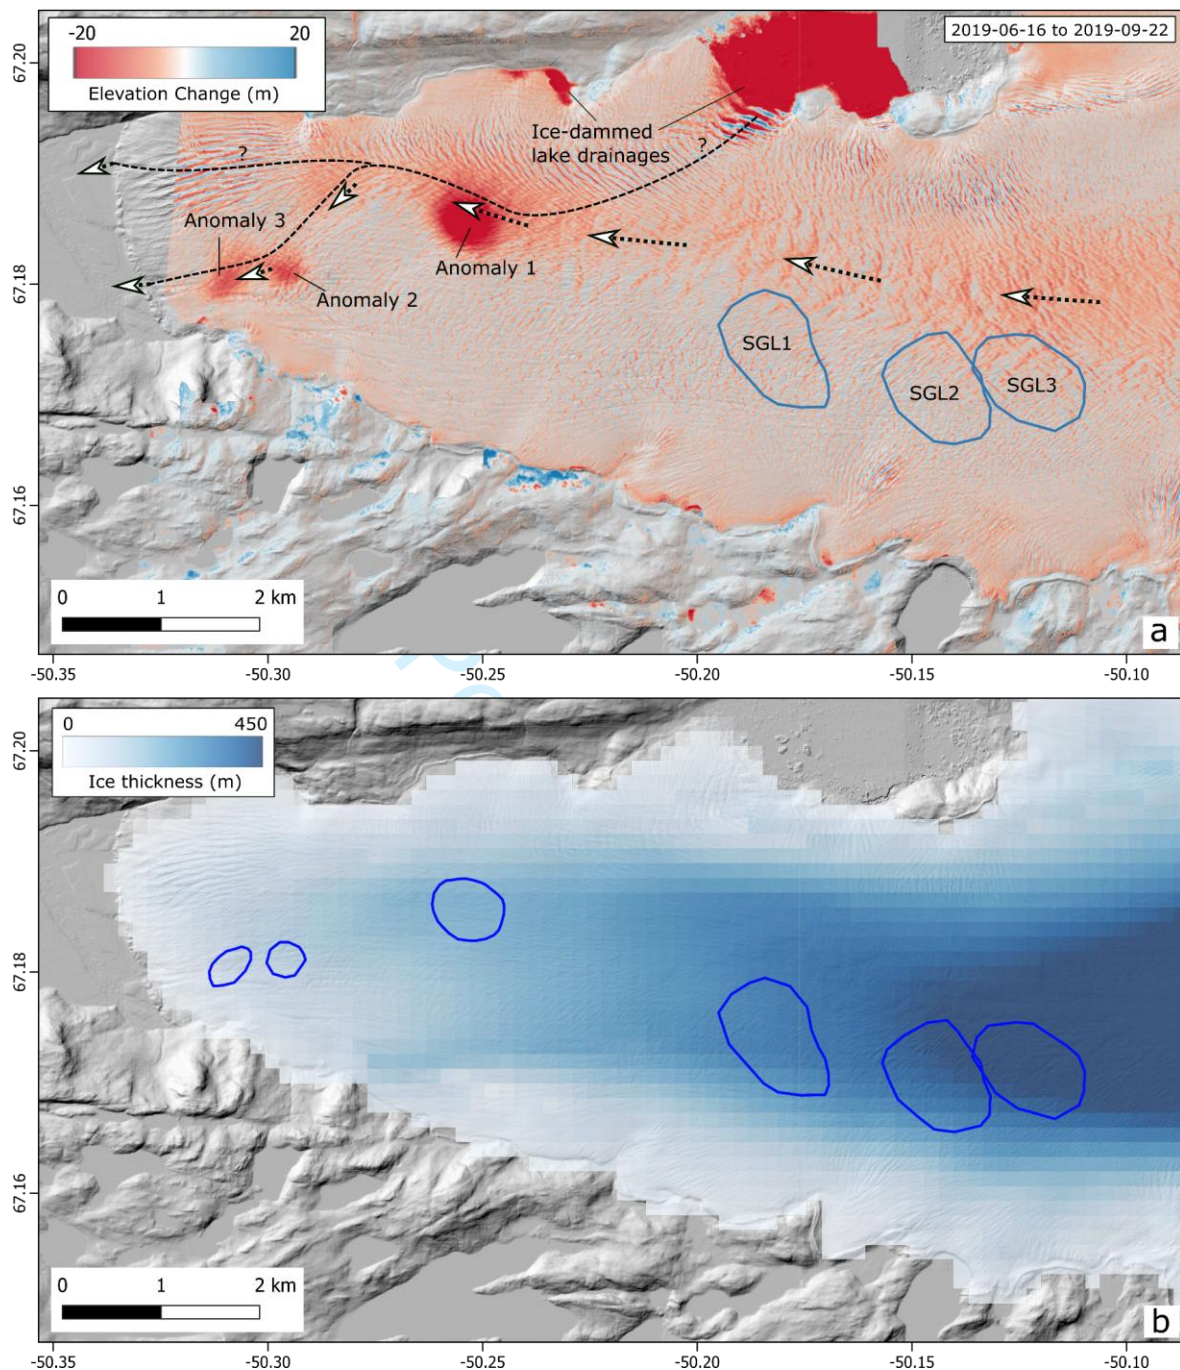 -20 20
Elevation Change (m)
2019-06-16 to 2019-09-22
67.20
Ice-dammed
lake drainages
?
?
Anomaly 3
Anomaly 1
Anomaly 2
67.18
SGL1
SGL2
SGL3
67.16
0 1 2 km
a
-50.35 -50.30 -50.25 -50.20 -50.15 -50.10
0 450
Ice thickness (m)
67.20
67.18
67.16
0 1 2 km
b
-50.35 -50.30 -50.25 -50.20 -50.15 -50.10